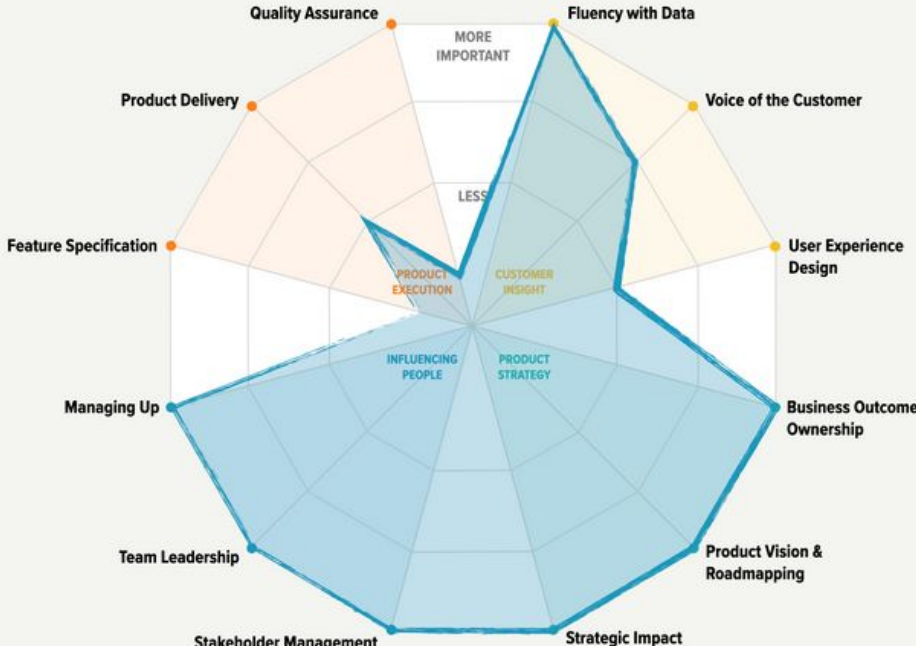 Quality Assurance
Fluency with Data
MORE
IMPORTANT
Product Delivery
Voice of the Customer
LESS
Feature Specification
User Experience
Design
PRODUCT
EXECUTION
CUSTOMER
INSIGHT
INFLUENCING
PEOPLE
PRODUCT
STRATEGY
Managing Up
Business Outcome
Ownership
Team Leadership
Product Vision &
Roadmapping
Stakeholder Management
Strategic Impact